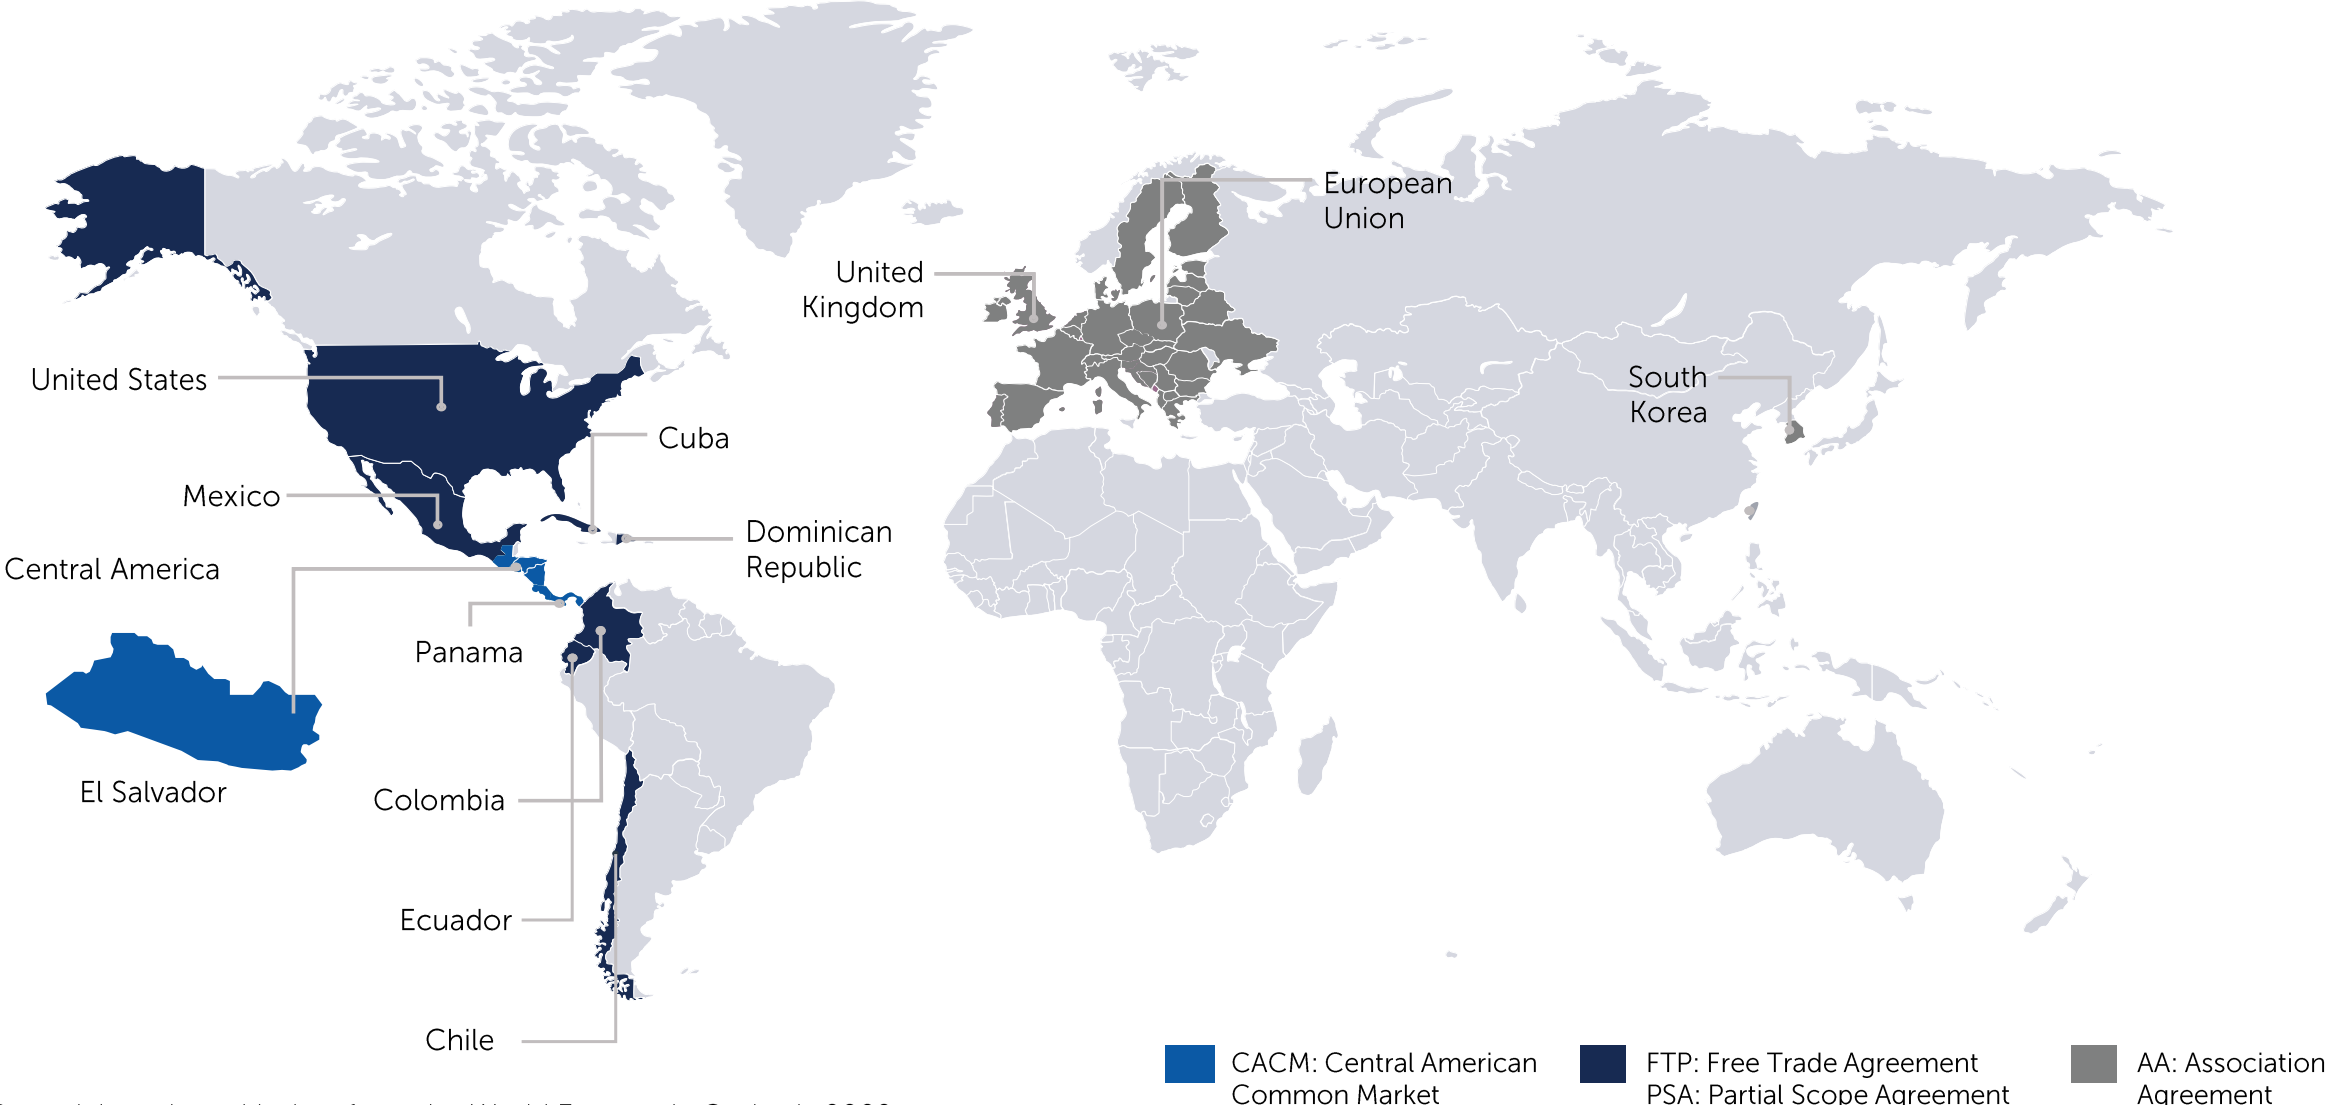 European
Union
United
Kingdom
United States
South
Korea
Cuba
Mexico
Dominican
Republic
Central America
Panama
El Salvador
Colombia
Ecuador
Chile
CACM: Central American
Common Market
FTP: Free Trade Agreement
PSA: Partial Scope Agreement
AA: Association
Agreement